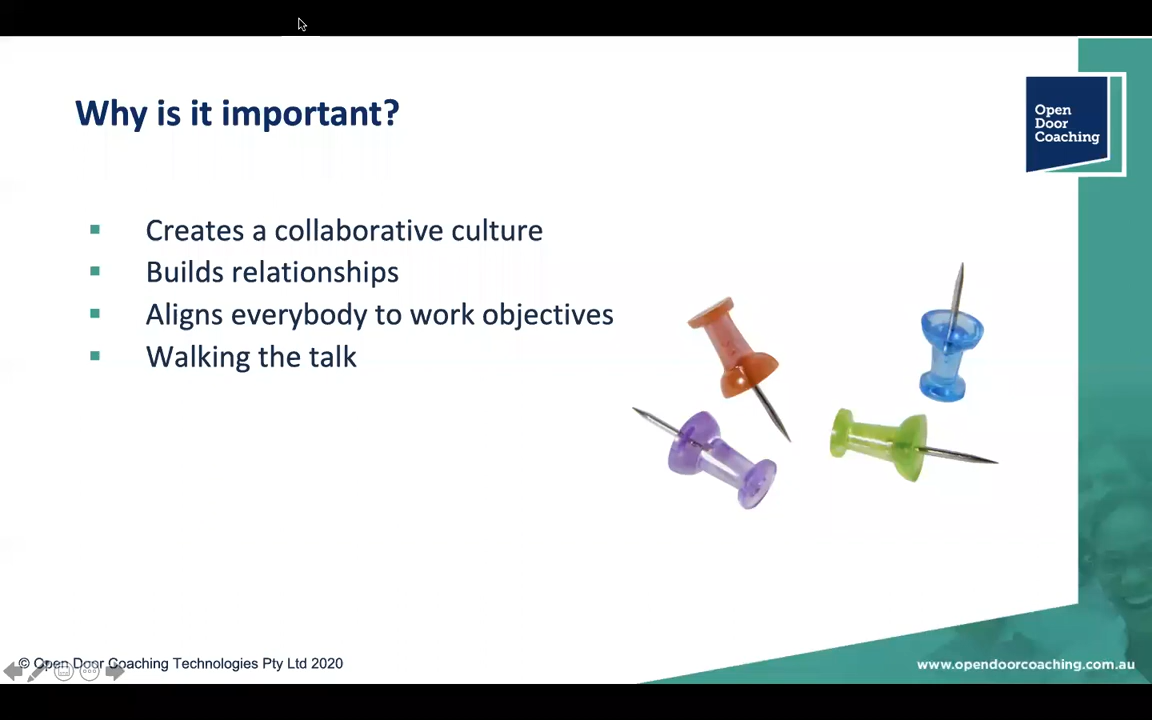 Why is it important?
Open
Door
Coaching
Creates a collaborative culture
Builds relationships
Aligns everybody to work objectives
Walking the talk
© Open Door Coaching Technologies Pty Ltd 2020
www.opendoorcoaching.com.au